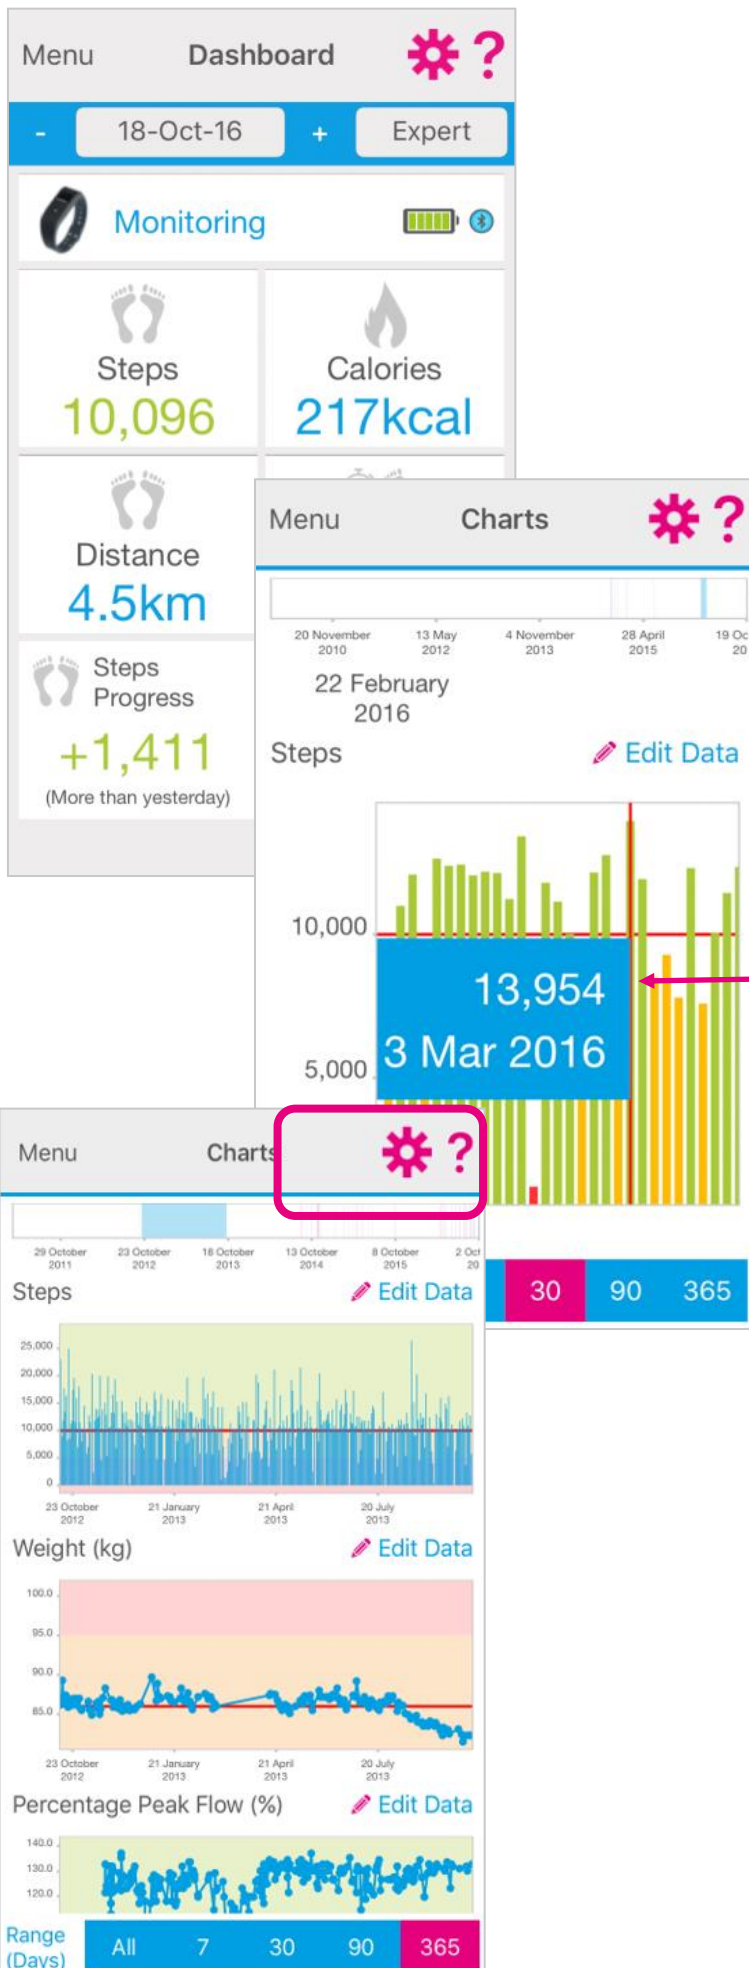 Menu Dashboard ?
- 18-Oct-16 + Expert
Monitoring
Steps Calories
10,096 217kcal
Distance
4.5km
Steps
Progress
+1,411
(More than yesterday)
Menu Charts ?
20 November 13 May 4 November 28 April 19 Oc
2010 2012 2013 2015 20
22 February
2016
Steps Edit Data
10,000
13,954
3 Mar 2016
5,000
30 90 365
Menu Charts ?
29 October 23 October 18 October 13 October 8 October 2 Oct
2011 2012 2013 2014 2015 20
Steps Edit Data
25,000
20,000
15,000
10,000
5,000
0
23 October 21 January 21 April 20 July
2012 2013 2013 2013
Weight (kg) Edit Data
100.0
95.0
90.0
85.0
23 October 21 January 21 April 20 July
2012 2013 2013 2013
Percentage Peak Flow (%) Edit Data
140.0
130.0
120.0
Range
(Days) All 7 30 90 365